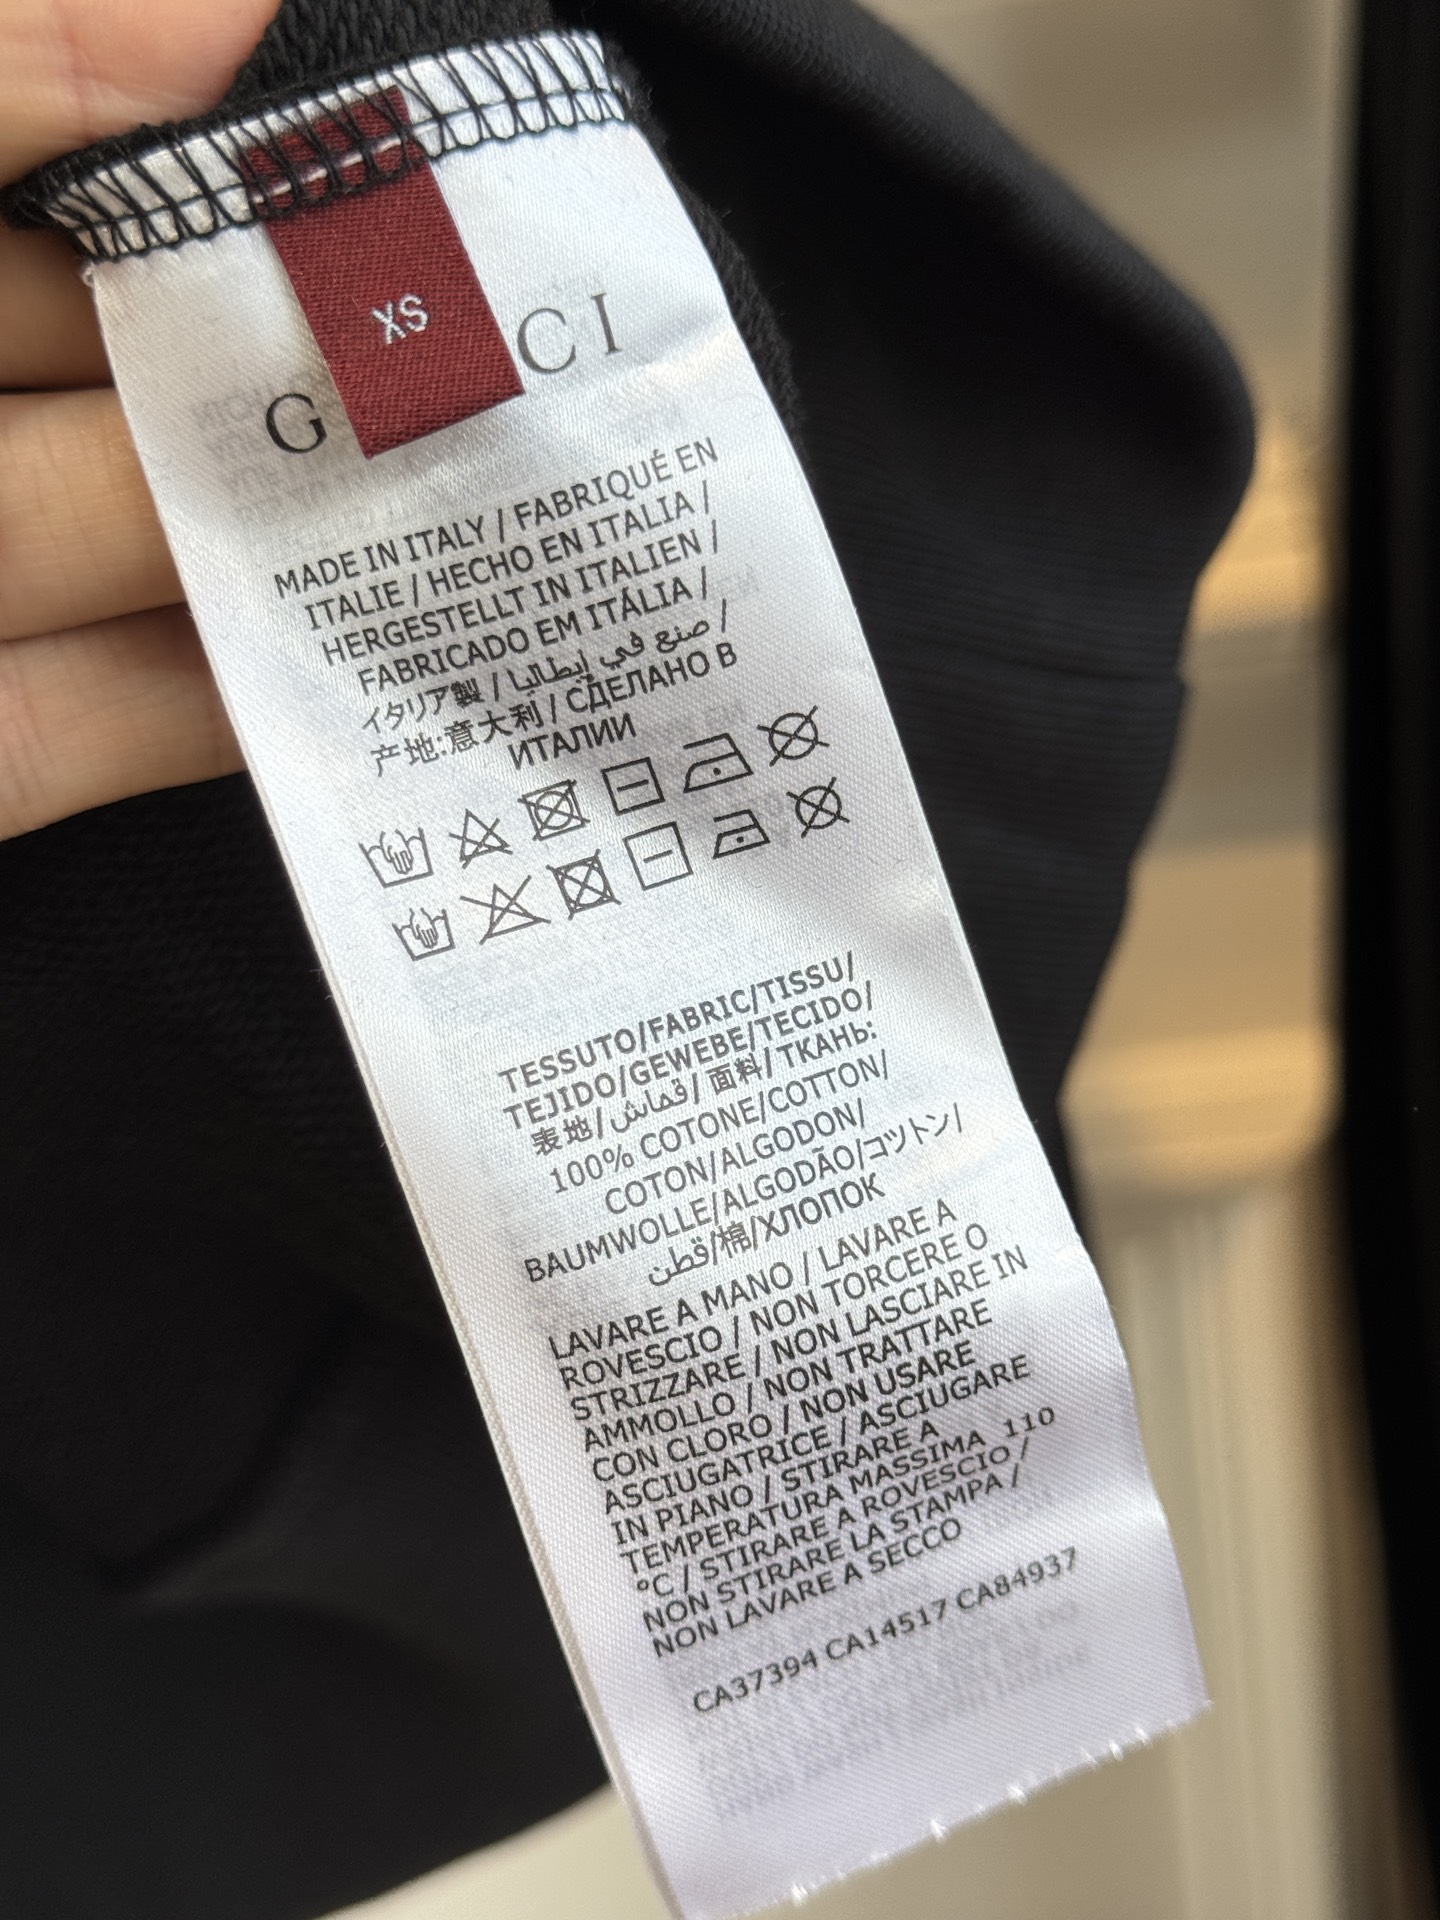 XS
G CI
MADE IN ITALY / FABRIQUÉ EN
ITALIE / HECHO EN ITALIA /
HERGESTELLT IN ITALIEN /
FABRICADO EM ITÁLIA /
イタリア製 / صنع في إيطاليا /
产地:意大利 / СДЕЛАНО В
ИТАЛИИ
TESSUTO/FABRIC/TISSU/
TEJIDO/GEWEBE/TECIDO/
表地/قماش/面料/ТКАНЬ:
100% COTONE/COTTON/
COTON/ALGODON/
BAUMWOLLE/ALGODÃO/コットン/
قطن/棉/ХЛОПОК
LAVARE A MANO / LAVARE A
ROVESCIO / NON TORCERE O
STRIZZARE / NON LASCIARE IN
AMMOLLO / NON TRATTARE
CON CLORO / NON USARE
ASCIUGATRICE / ASCIUGARE
IN PIANO / STIRARE A
TEMPERATURA MASSIMA 110
°C / STIRARE A ROVESCIO /
NON STIRARE LA STAMPA /
NON LAVARE A SECCO
CA37394 CA14517 CA84937